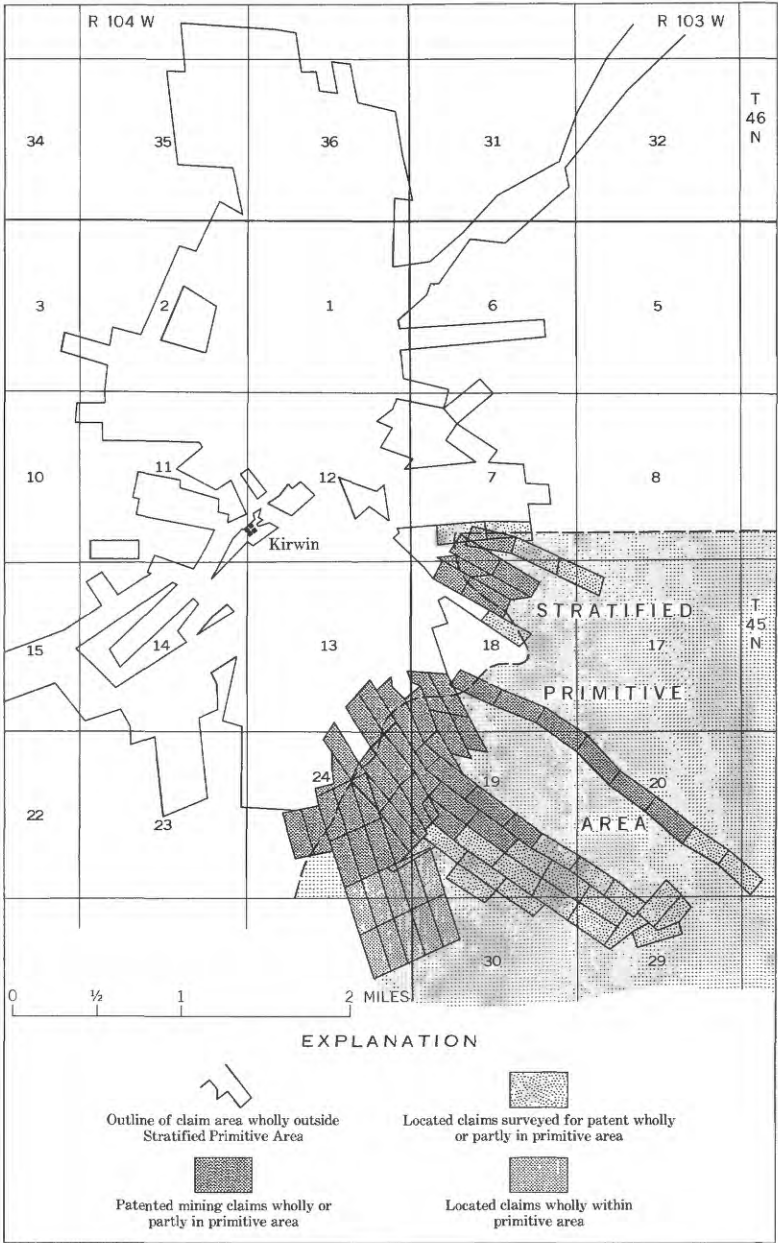 R 104 W
R 103 W
T
46
N
34
35
36
31
32
3
2
1
6
5
10
11
12
7
8
Kirwin
STRATIFIED
T
45
N
15
14
13
18
17
PRIMITIVE
24
19
20
22
23
AREA
30
29
0
½
1
2
MILES
EXPLANATION
Outline of claim area wholly outside
Stratified Primitive Area
Located claims surveyed for patent wholly
or partly in primitive area
Patented mining claims wholly or
partly in primitive area
Located claims wholly within
primitive area